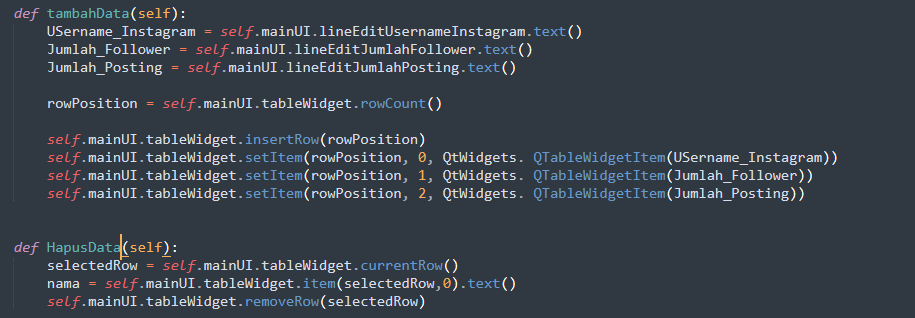 def tambahData(self):
    USername_Instagram = self.mainUI.lineEditUsernameInstagram.text()
    Jumlah_Follower = self.mainUI.lineEditJumlahFollower.text()
    Jumlah_Posting = self.mainUI.lineEditJumlahPosting.text()
    rowPosition = self.mainUI.tableWidget.rowCount()
    self.mainUI.tableWidget.insertRow(rowPosition)
    self.mainUI.tableWidget.setItem(rowPosition, 0, QtWidgets. QTableWidgetItem(USername_Instagram))
    self.mainUI.tableWidget.setItem(rowPosition, 1, QtWidgets. QTableWidgetItem(Jumlah_Follower))
    self.mainUI.tableWidget.setItem(rowPosition, 2, QtWidgets. QTableWidgetItem(Jumlah_Posting))
def HapusData(self):
    selectedRow = self.mainUI.tableWidget.currentRow()
    nama = self.mainUI.tableWidget.item(selectedRow,0).text()
    self.mainUI.tableWidget.removeRow(selectedRow)